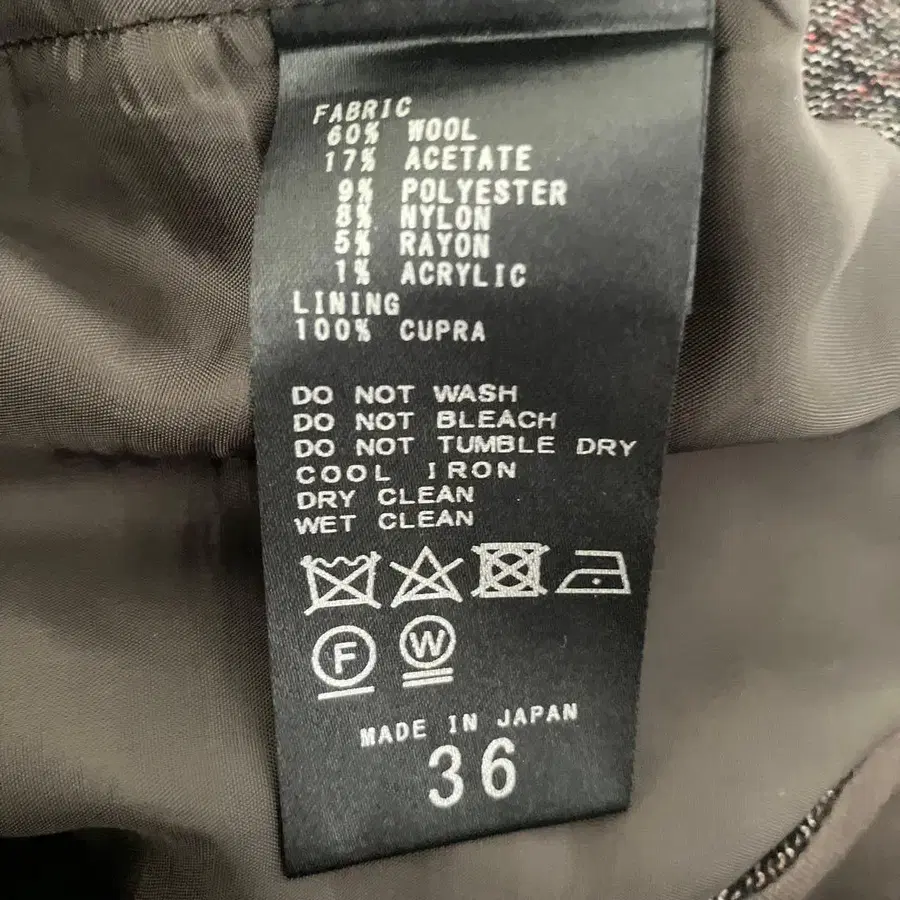 FABRIC
60% WOOL
17% ACETATE
9% POLYESTER
8% NYLON
5% RAYON
1% ACRYLIC
LINING
100% CUPRA
DO NOT WASH
DO NOT BLEACH
DO NOT TUMBLE DRY
COOL IRON
DRY CLEAN
WET CLEAN
F W
MADE IN JAPAN
36